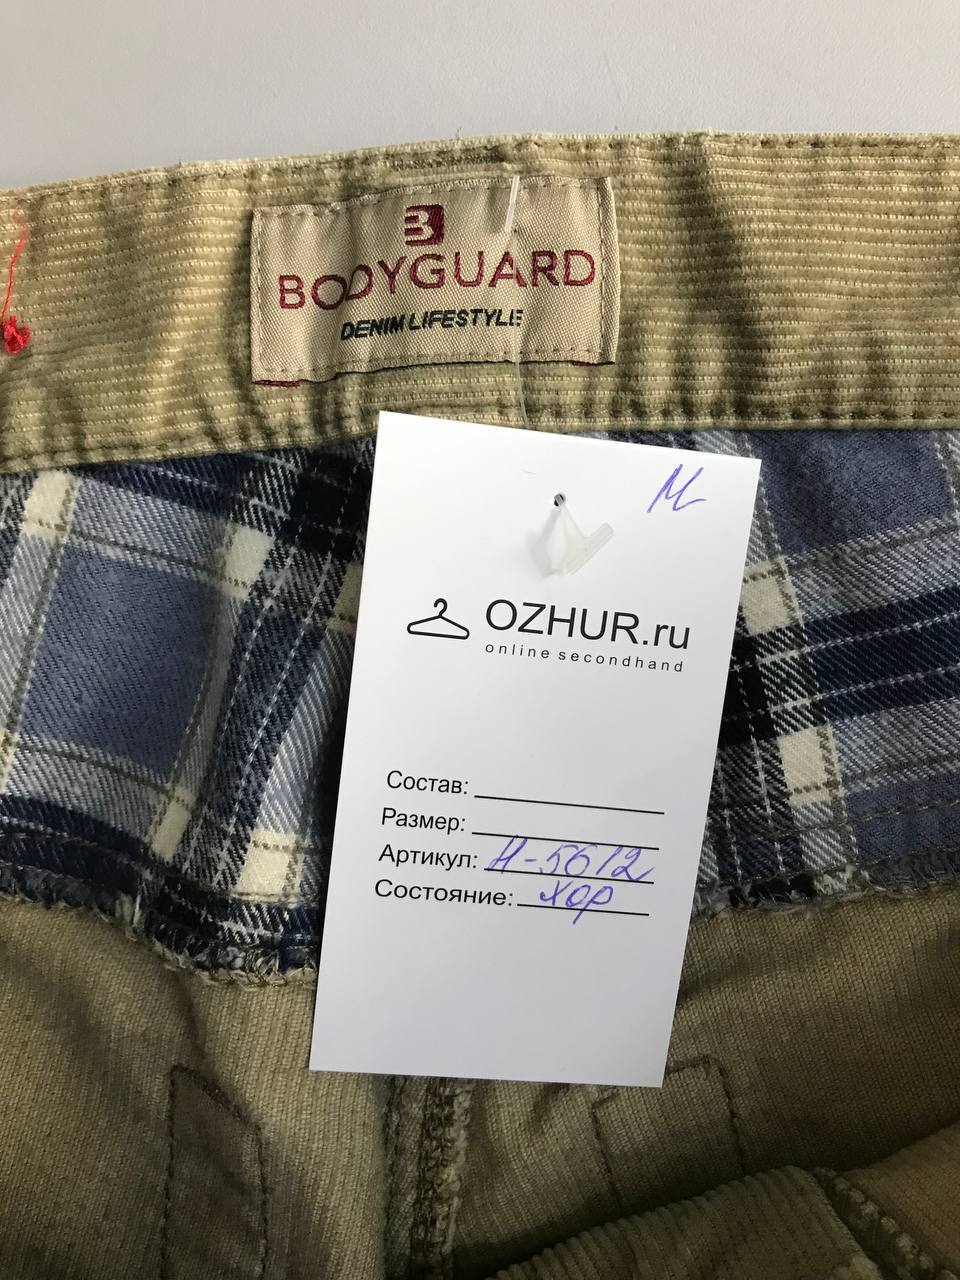 B
BODYGUARD
DENIM LIFESTYLE
М
OZHUR.ru
online secondhand
Состав:
Размер:
Артикул: Н-5612
Состояние: хор